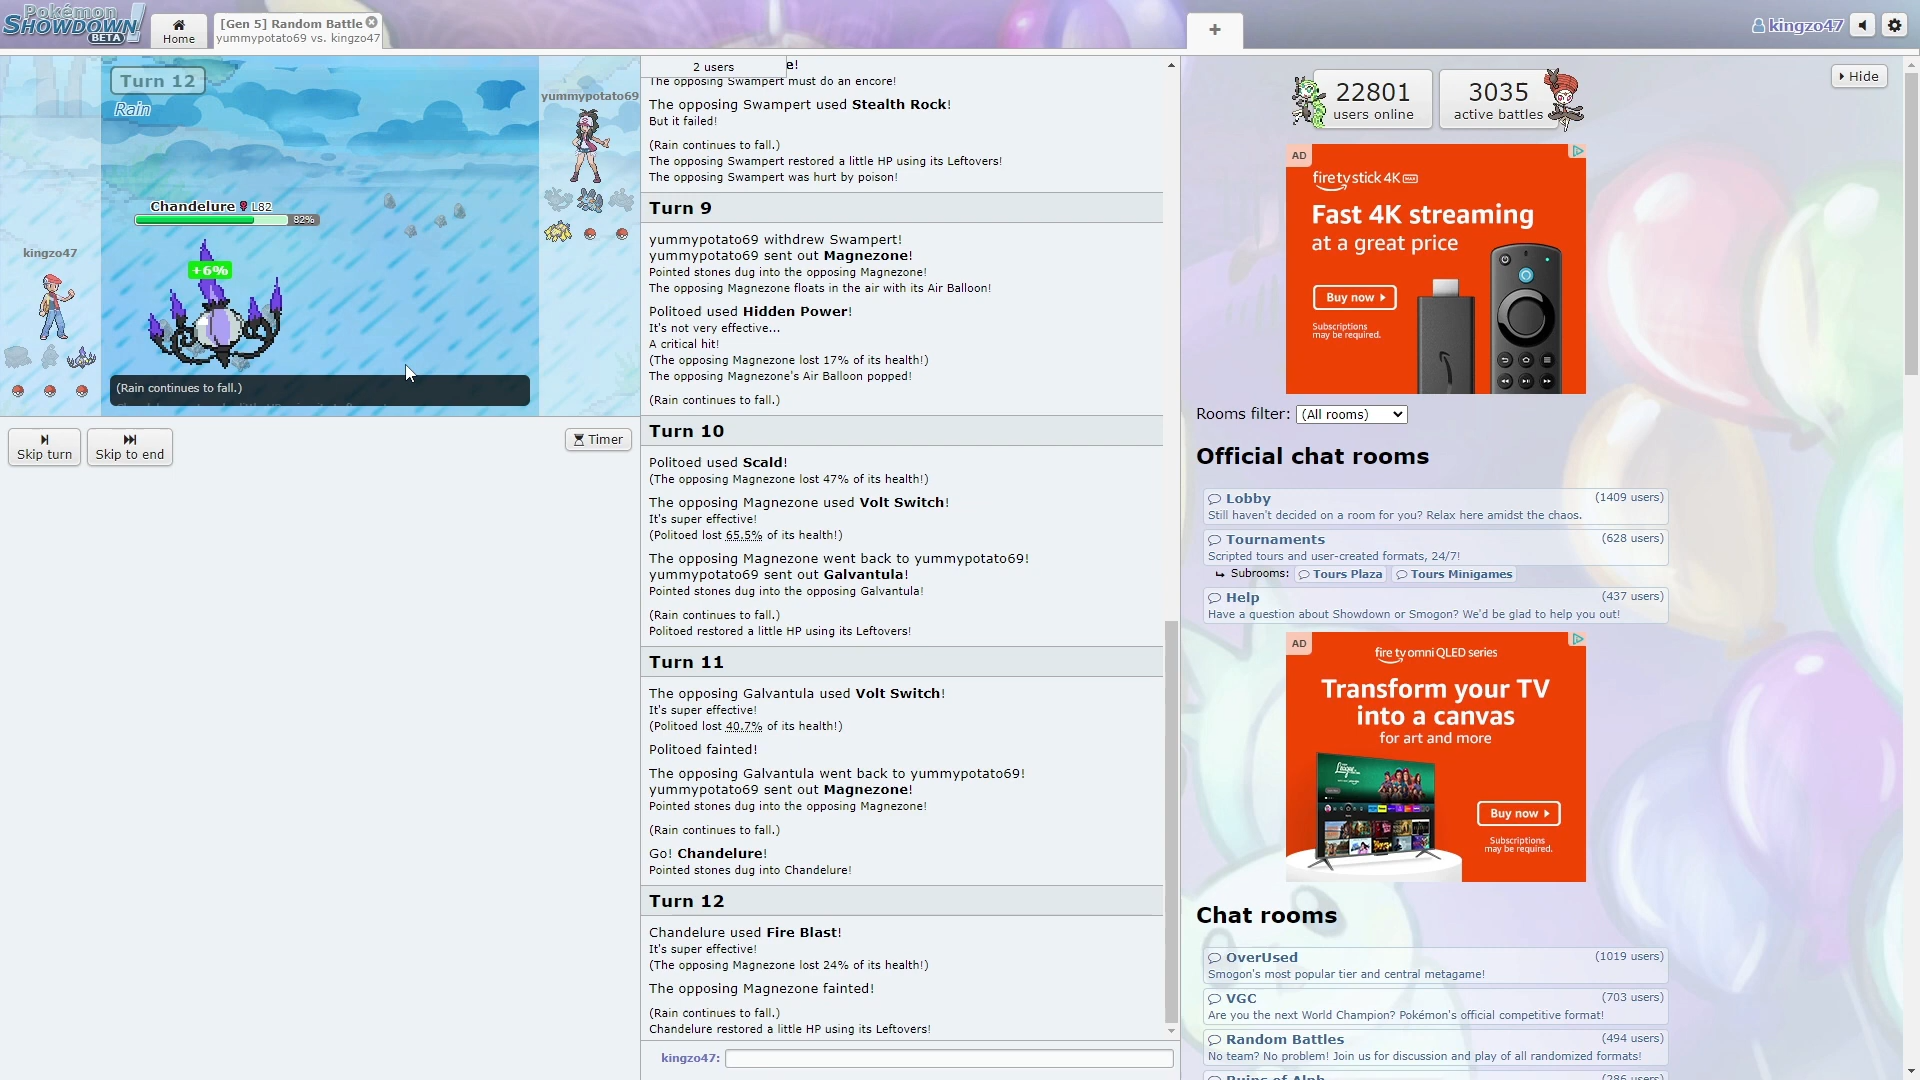 Pokémon
SHOWDOWN!
BETA
Home
[Gen 5] Random Battle
yummypotato69 vs. kingzo47
+
kingzo47
Turn 12
Rain
yummypotato69
Chandelure L82
82%
kingzo47
+6%
(Rain continues to fall.)
Skip turn
Skip to end
Timer
2 users
e!
The opposing Swampert must do an encore!
The opposing Swampert used Stealth Rock!
But it failed!
(Rain continues to fall.)
The opposing Swampert restored a little HP using its Leftovers!
The opposing Swampert was hurt by poison!
Turn 9
yummypotato69 withdrew Swampert!
yummypotato69 sent out Magnezone!
Pointed stones dug into the opposing Magnezone!
The opposing Magnezone floats in the air with its Air Balloon!
Politoed used Hidden Power!
It's not very effective...
A critical hit!
(The opposing Magnezone lost 17% of its health!)
The opposing Magnezone's Air Balloon popped!
(Rain continues to fall.)
Turn 10
Politoed used Scald!
(The opposing Magnezone lost 47% of its health!)
The opposing Magnezone used Volt Switch!
It's super effective!
(Politoed lost 65.5% of its health!)
The opposing Magnezone went back to yummypotato69!
yummypotato69 sent out Galvantula!
Pointed stones dug into the opposing Galvantula!
(Rain continues to fall.)
Politoed restored a little HP using its Leftovers!
Turn 11
The opposing Galvantula used Volt Switch!
It's super effective!
(Politoed lost 40.7% of its health!)
Politoed fainted!
The opposing Galvantula went back to yummypotato69!
yummypotato69 sent out Magnezone!
Pointed stones dug into the opposing Magnezone!
(Rain continues to fall.)
Go! Chandelure!
Pointed stones dug into Chandelure!
Turn 12
Chandelure used Fire Blast!
It's super effective!
(The opposing Magnezone lost 24% of its health!)
The opposing Magnezone fainted!
(Rain continues to fall.)
Chandelure restored a little HP using its Leftovers!
kingzo47:
Hide
22801
users online
3035
active battles
AD
fire tv stick 4K MAX
Fast 4K streaming
at a great price
Buy now
Subscriptions
may be required.
Rooms filter: (All rooms)
Official chat rooms
Lobby (1409 users)
Still haven't decided on a room for you? Relax here amidst the chaos.
Tournaments (628 users)
Scripted tours and user-created formats, 24/7!
Subrooms: Tours Plaza Tours Minigames
Help (437 users)
Have a question about Showdown or Smogon? We'd be glad to help you out!
AD
fire tv omni QLED series
Transform your TV
into a canvas
for art and more
Buy now
Subscriptions
may be required.
Chat rooms
OverUsed (1019 users)
Smogon's most popular tier and central metagame!
VGC (703 users)
Are you the next World Champion? Pokémon's official competitive format!
Random Battles (494 users)
No team? No problem! Join us for discussion and play of all randomized formats!
Ruins of Alph (286 users)